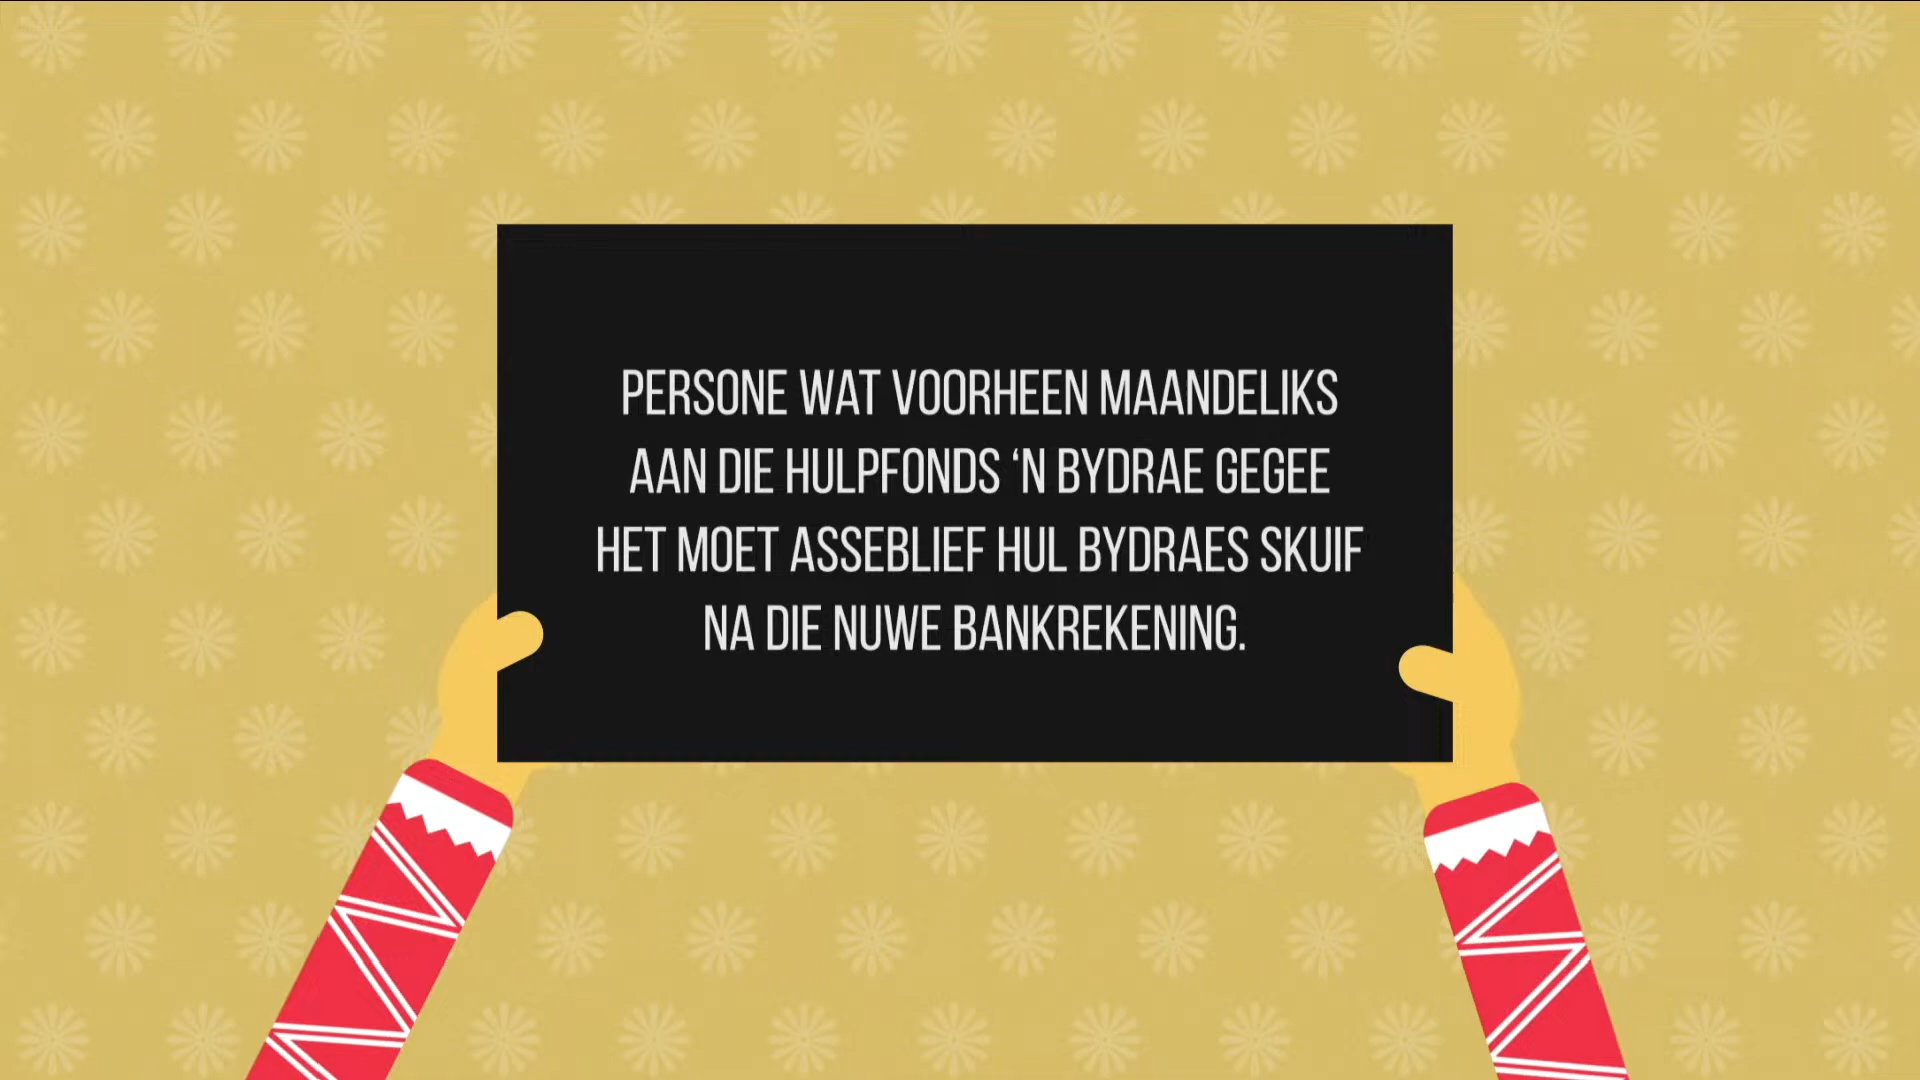 PERSONE WAT VOORHEEN MAANDELIKS
AAN DIE HULPFONDS ‘N BYDRAE GEGEE
HET MOET ASSEBLIEF HUL BYDRAES SKUIF
NA DIE NUWE BANKREKENING.